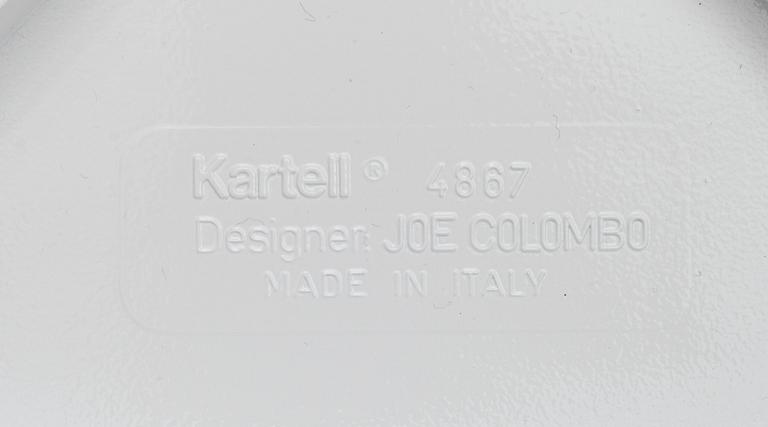 Kartell® 4867
Designer: JOE COLOMBO
MADE IN ITALY